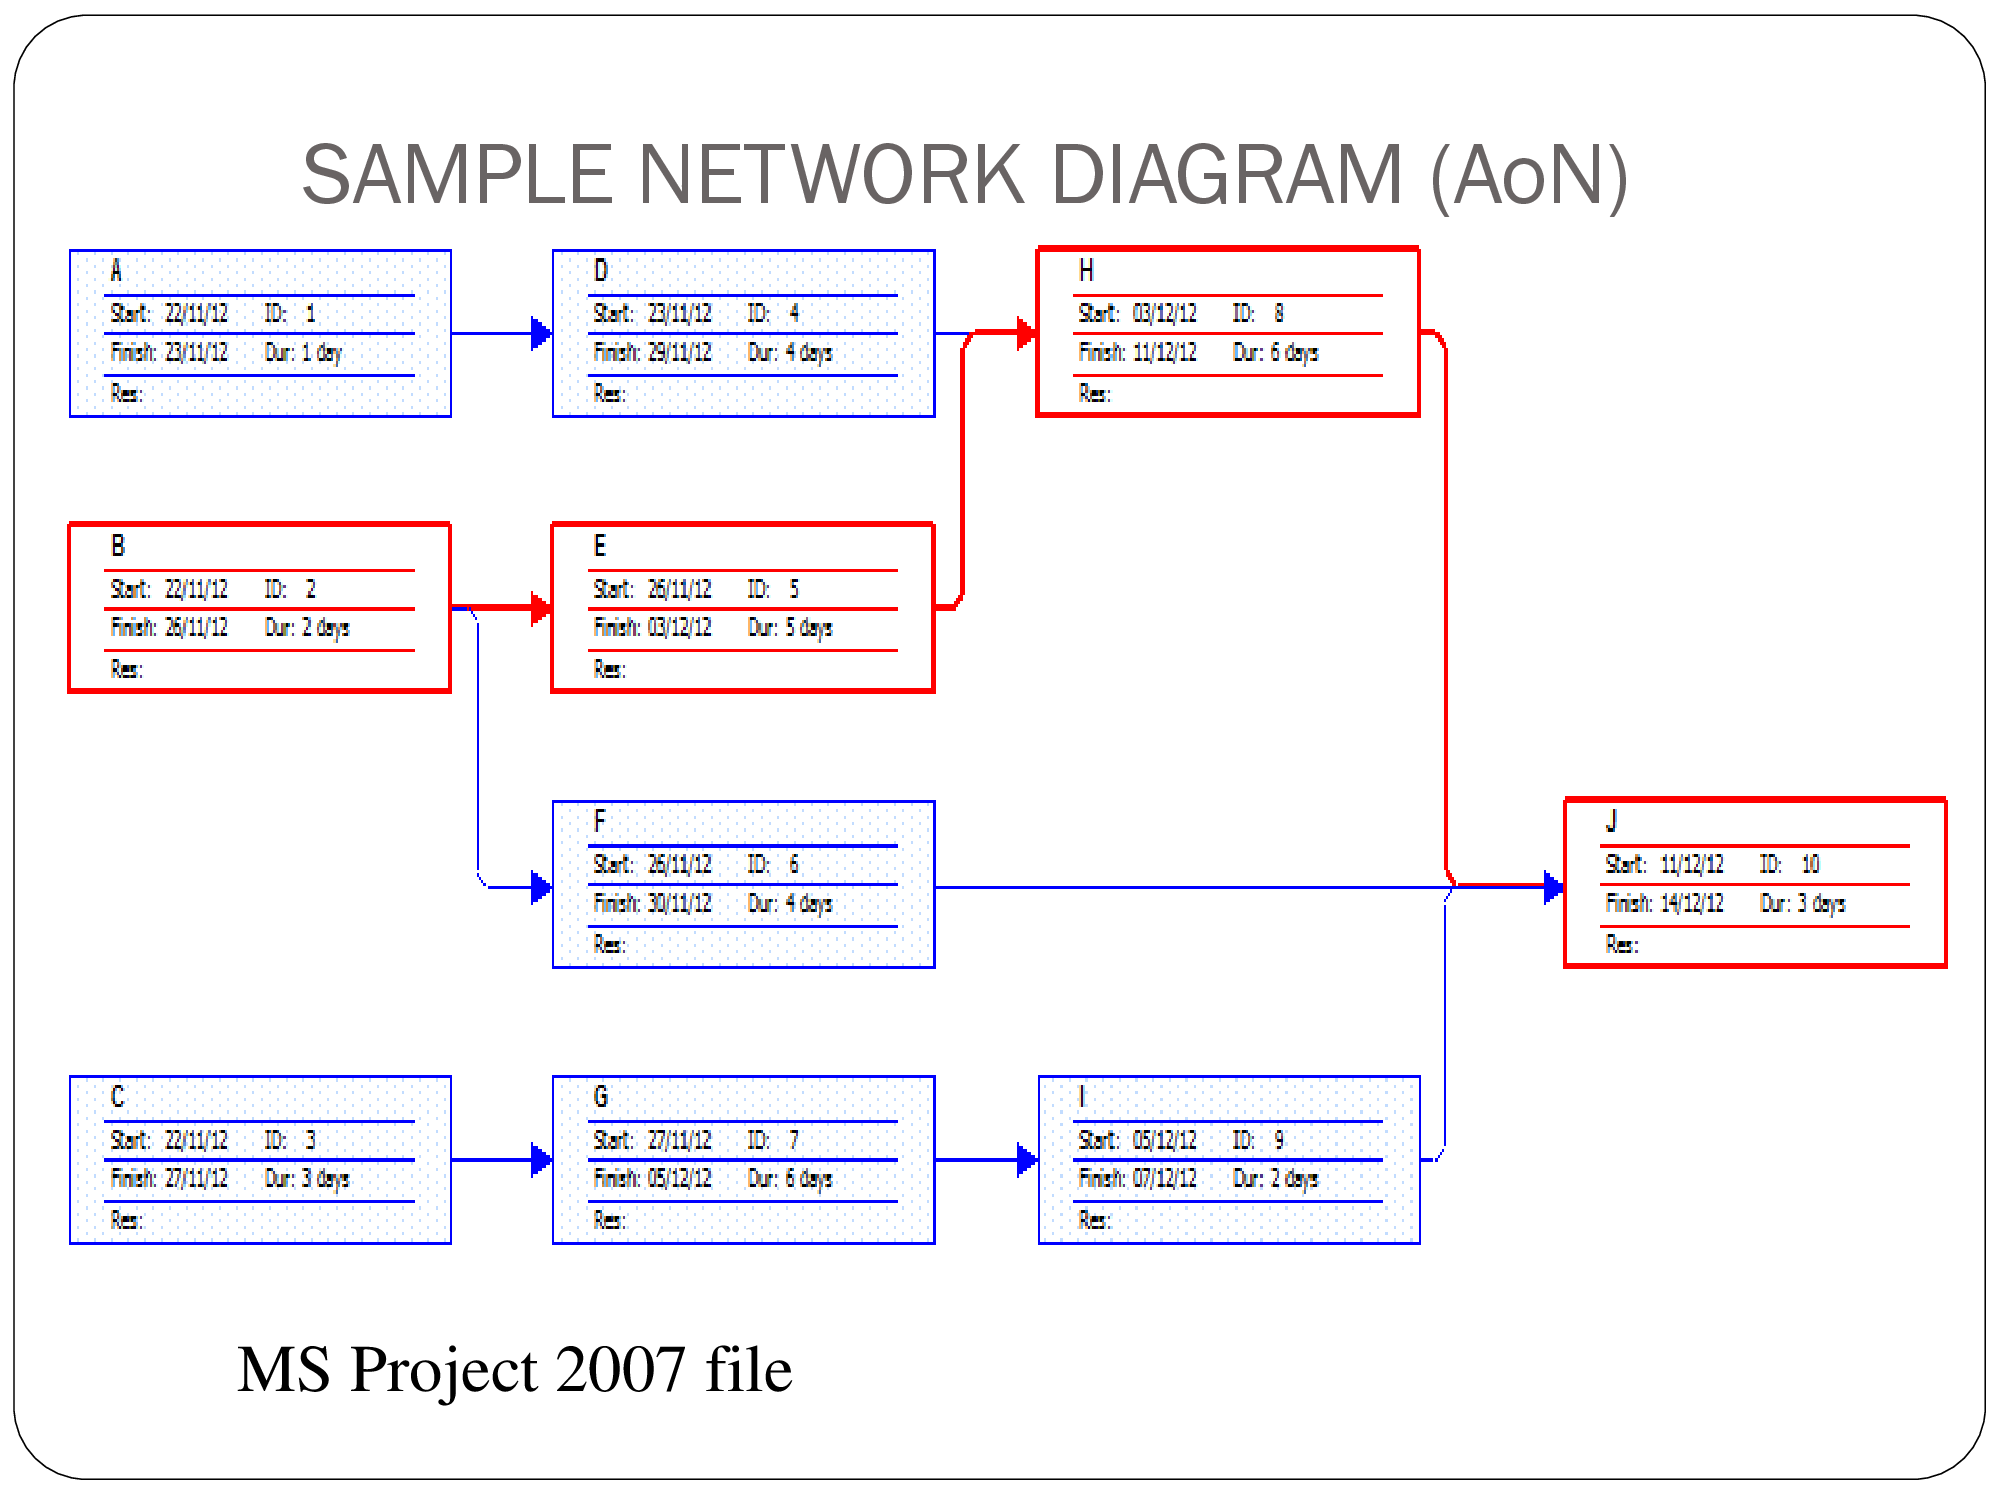 SAMPLE NETWORK DIAGRAM (AoN)
A
Start: 22/11/12 ID: 1
Finish: 23/11/12 Dur: 1 day
Res:
D
Start: 23/11/12 ID: 4
Finish: 29/11/12 Dur: 4 days
Res:
H
Start: 03/12/12 ID: 8
Finish: 11/12/12 Dur: 6 days
Res:
B
Start: 22/11/12 ID: 2
Finish: 26/11/12 Dur: 2 days
Res:
E
Start: 26/11/12 ID: 5
Finish: 03/12/12 Dur: 5 days
Res:
F
Start: 26/11/12 ID: 6
Finish: 30/11/12 Dur: 4 days
Res:
J
Start: 11/12/12 ID: 10
Finish: 14/12/12 Dur: 3 days
Res:
C
Start: 22/11/12 ID: 3
Finish: 27/11/12 Dur: 3 days
Res:
G
Start: 27/11/12 ID: 7
Finish: 05/12/12 Dur: 6 days
Res:
I
Start: 05/12/12 ID: 9
Finish: 07/12/12 Dur: 2 days
Res:
MS Project 2007 file